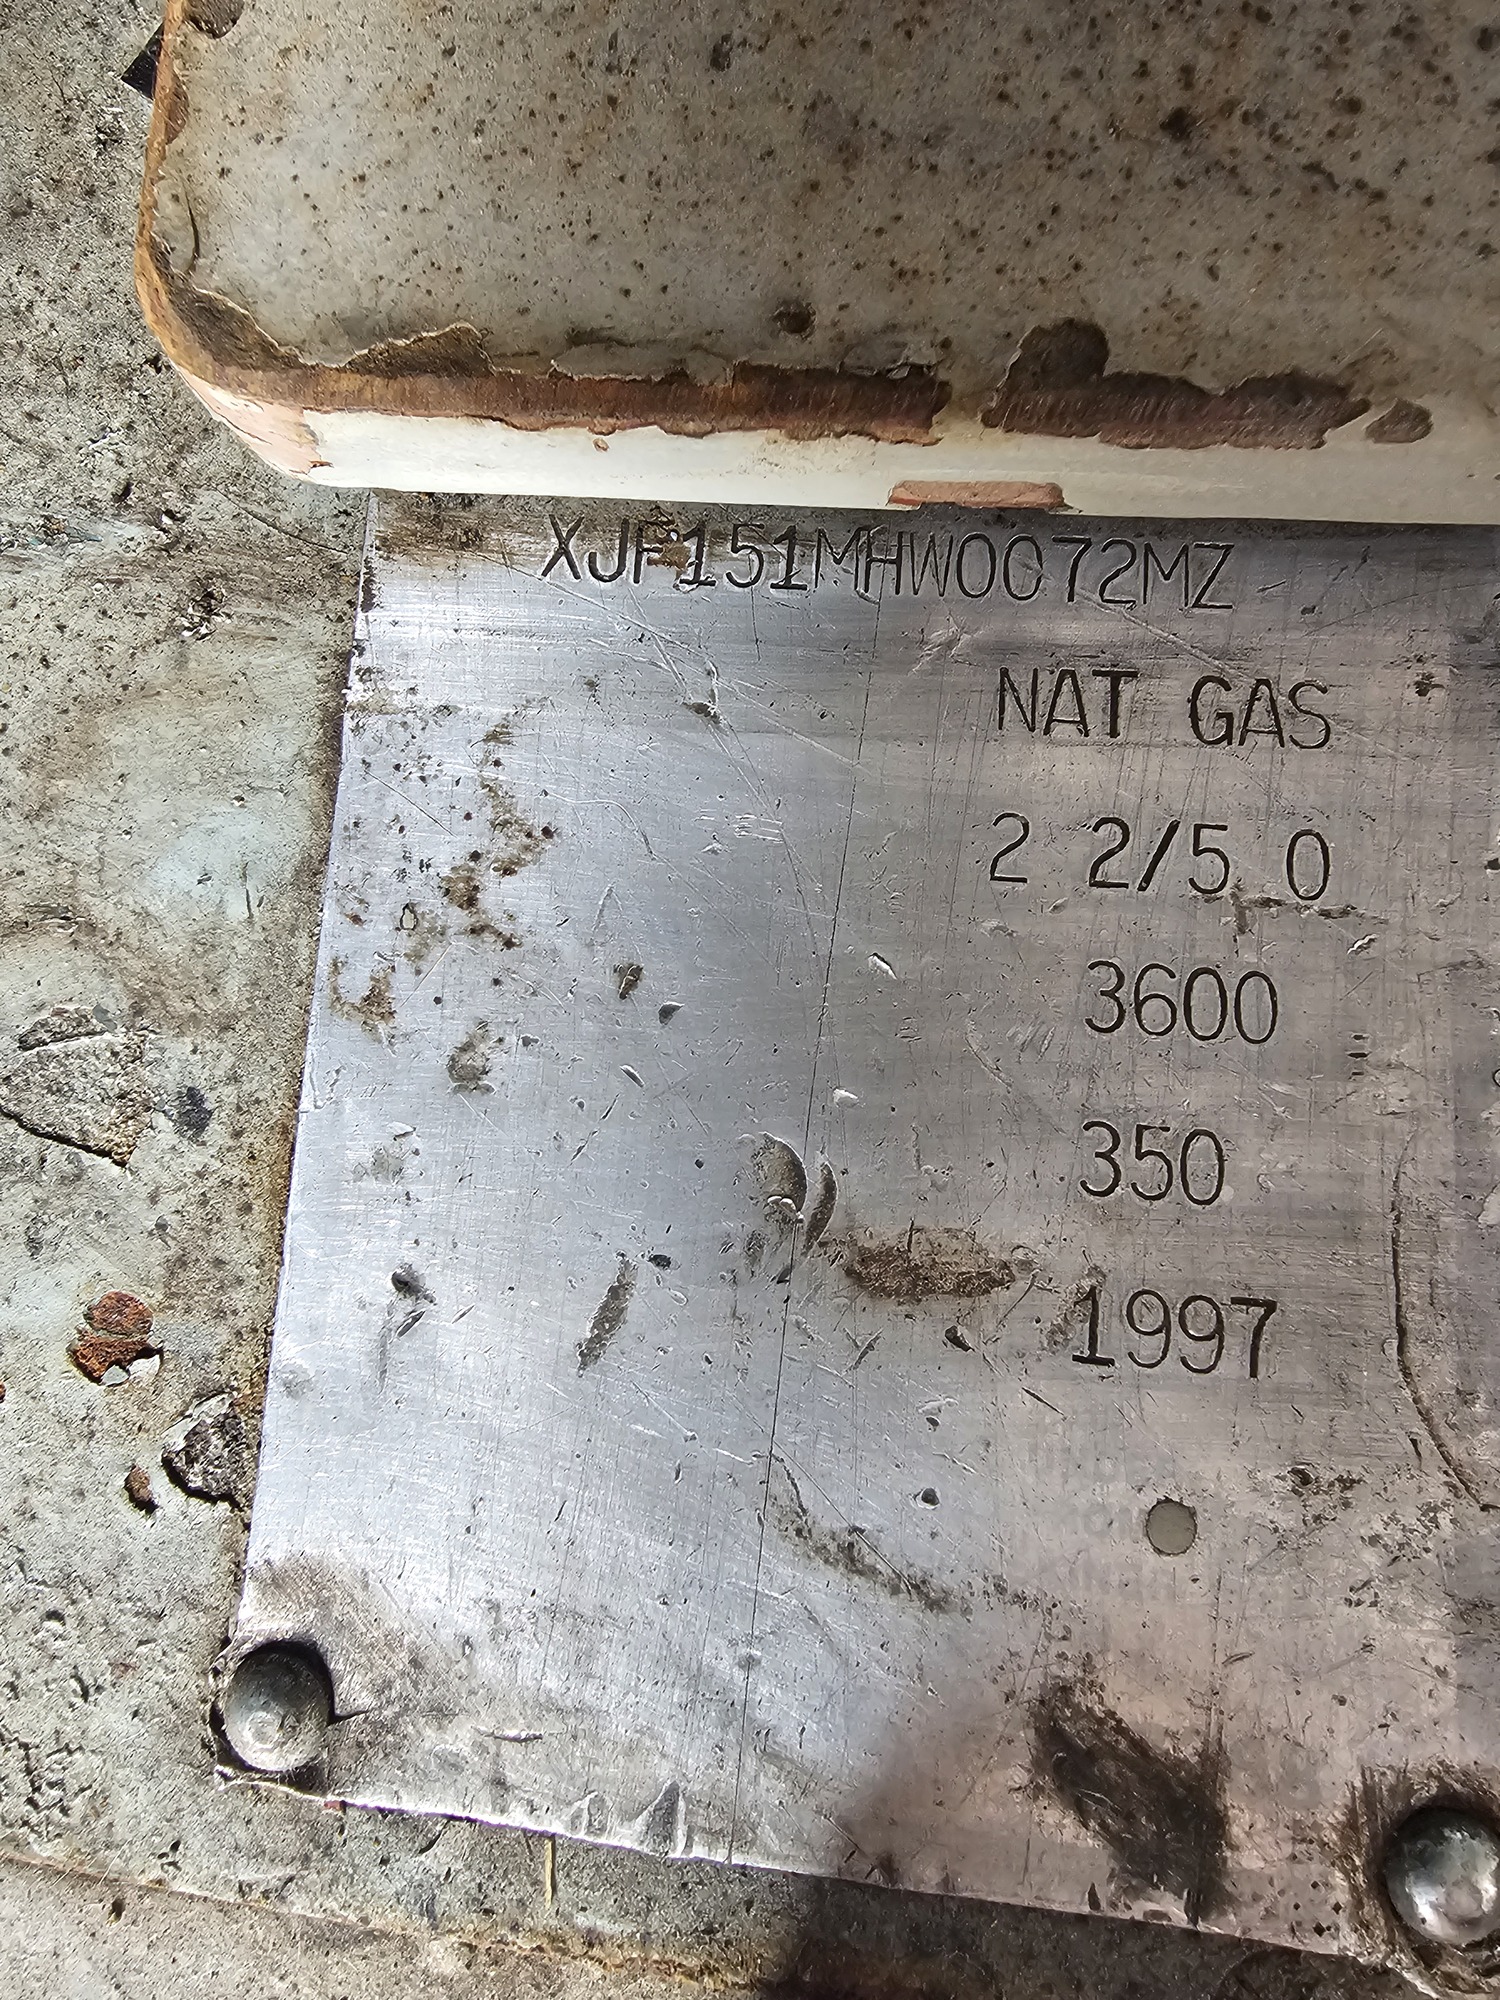 XJF151MHW0072MZ
NAT GAS
2 2/5 0
3600
350
1997